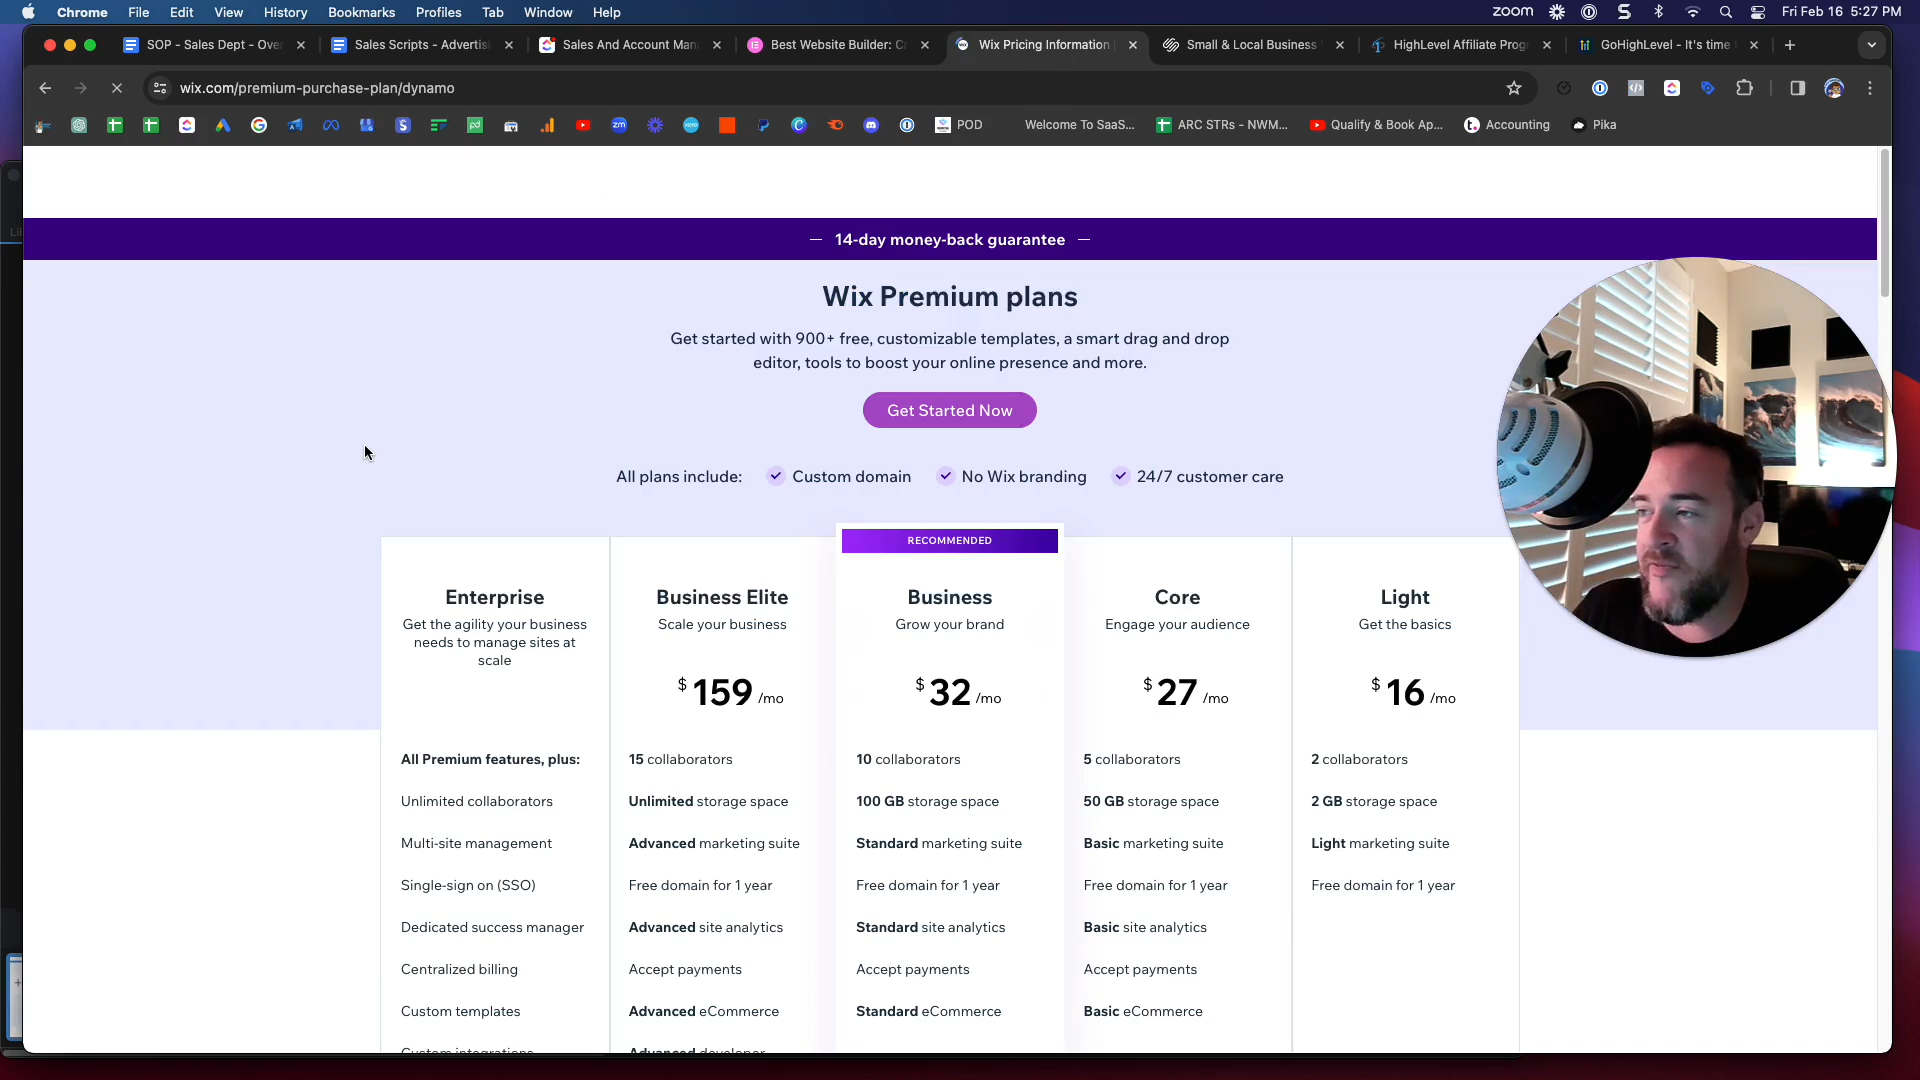 Chrome File Edit View History Bookmarks Profiles Tab Window Help zoom Fri Feb 16 5:27 PM
SOP - Sales Dept - Over Sales Scripts - Advertisi Sales And Account Man Best Website Builder: Cr Wix Pricing Information Small & Local Business HighLevel Affiliate Prog GoHighLevel - It's time
wix.com/premium-purchase-plan/dynamo
POD Welcome To SaaS... ARC STRs - NWM... Qualify & Book Ap... Accounting Pika
14-day money-back guarantee
Wix Premium plans
Get started with 900+ free, customizable templates, a smart drag and drop
editor, tools to boost your online presence and more.
Get Started Now
All plans include: Custom domain No Wix branding 24/7 customer care
RECOMMENDED
Enterprise
Get the agility your business
needs to manage sites at
scale
All Premium features, plus:
Unlimited collaborators
Multi-site management
Single-sign on (SSO)
Dedicated success manager
Centralized billing
Custom templates
Custom integrations
Business Elite
Scale your business
$ 159 /mo
15 collaborators
Unlimited storage space
Advanced marketing suite
Free domain for 1 year
Advanced site analytics
Accept payments
Advanced eCommerce
Advanced developer
Business
Grow your brand
$ 32 /mo
10 collaborators
100 GB storage space
Standard marketing suite
Free domain for 1 year
Standard site analytics
Accept payments
Standard eCommerce
Core
Engage your audience
$ 27 /mo
5 collaborators
50 GB storage space
Basic marketing suite
Free domain for 1 year
Basic site analytics
Accept payments
Basic eCommerce
Light
Get the basics
$ 16 /mo
2 collaborators
2 GB storage space
Light marketing suite
Free domain for 1 year